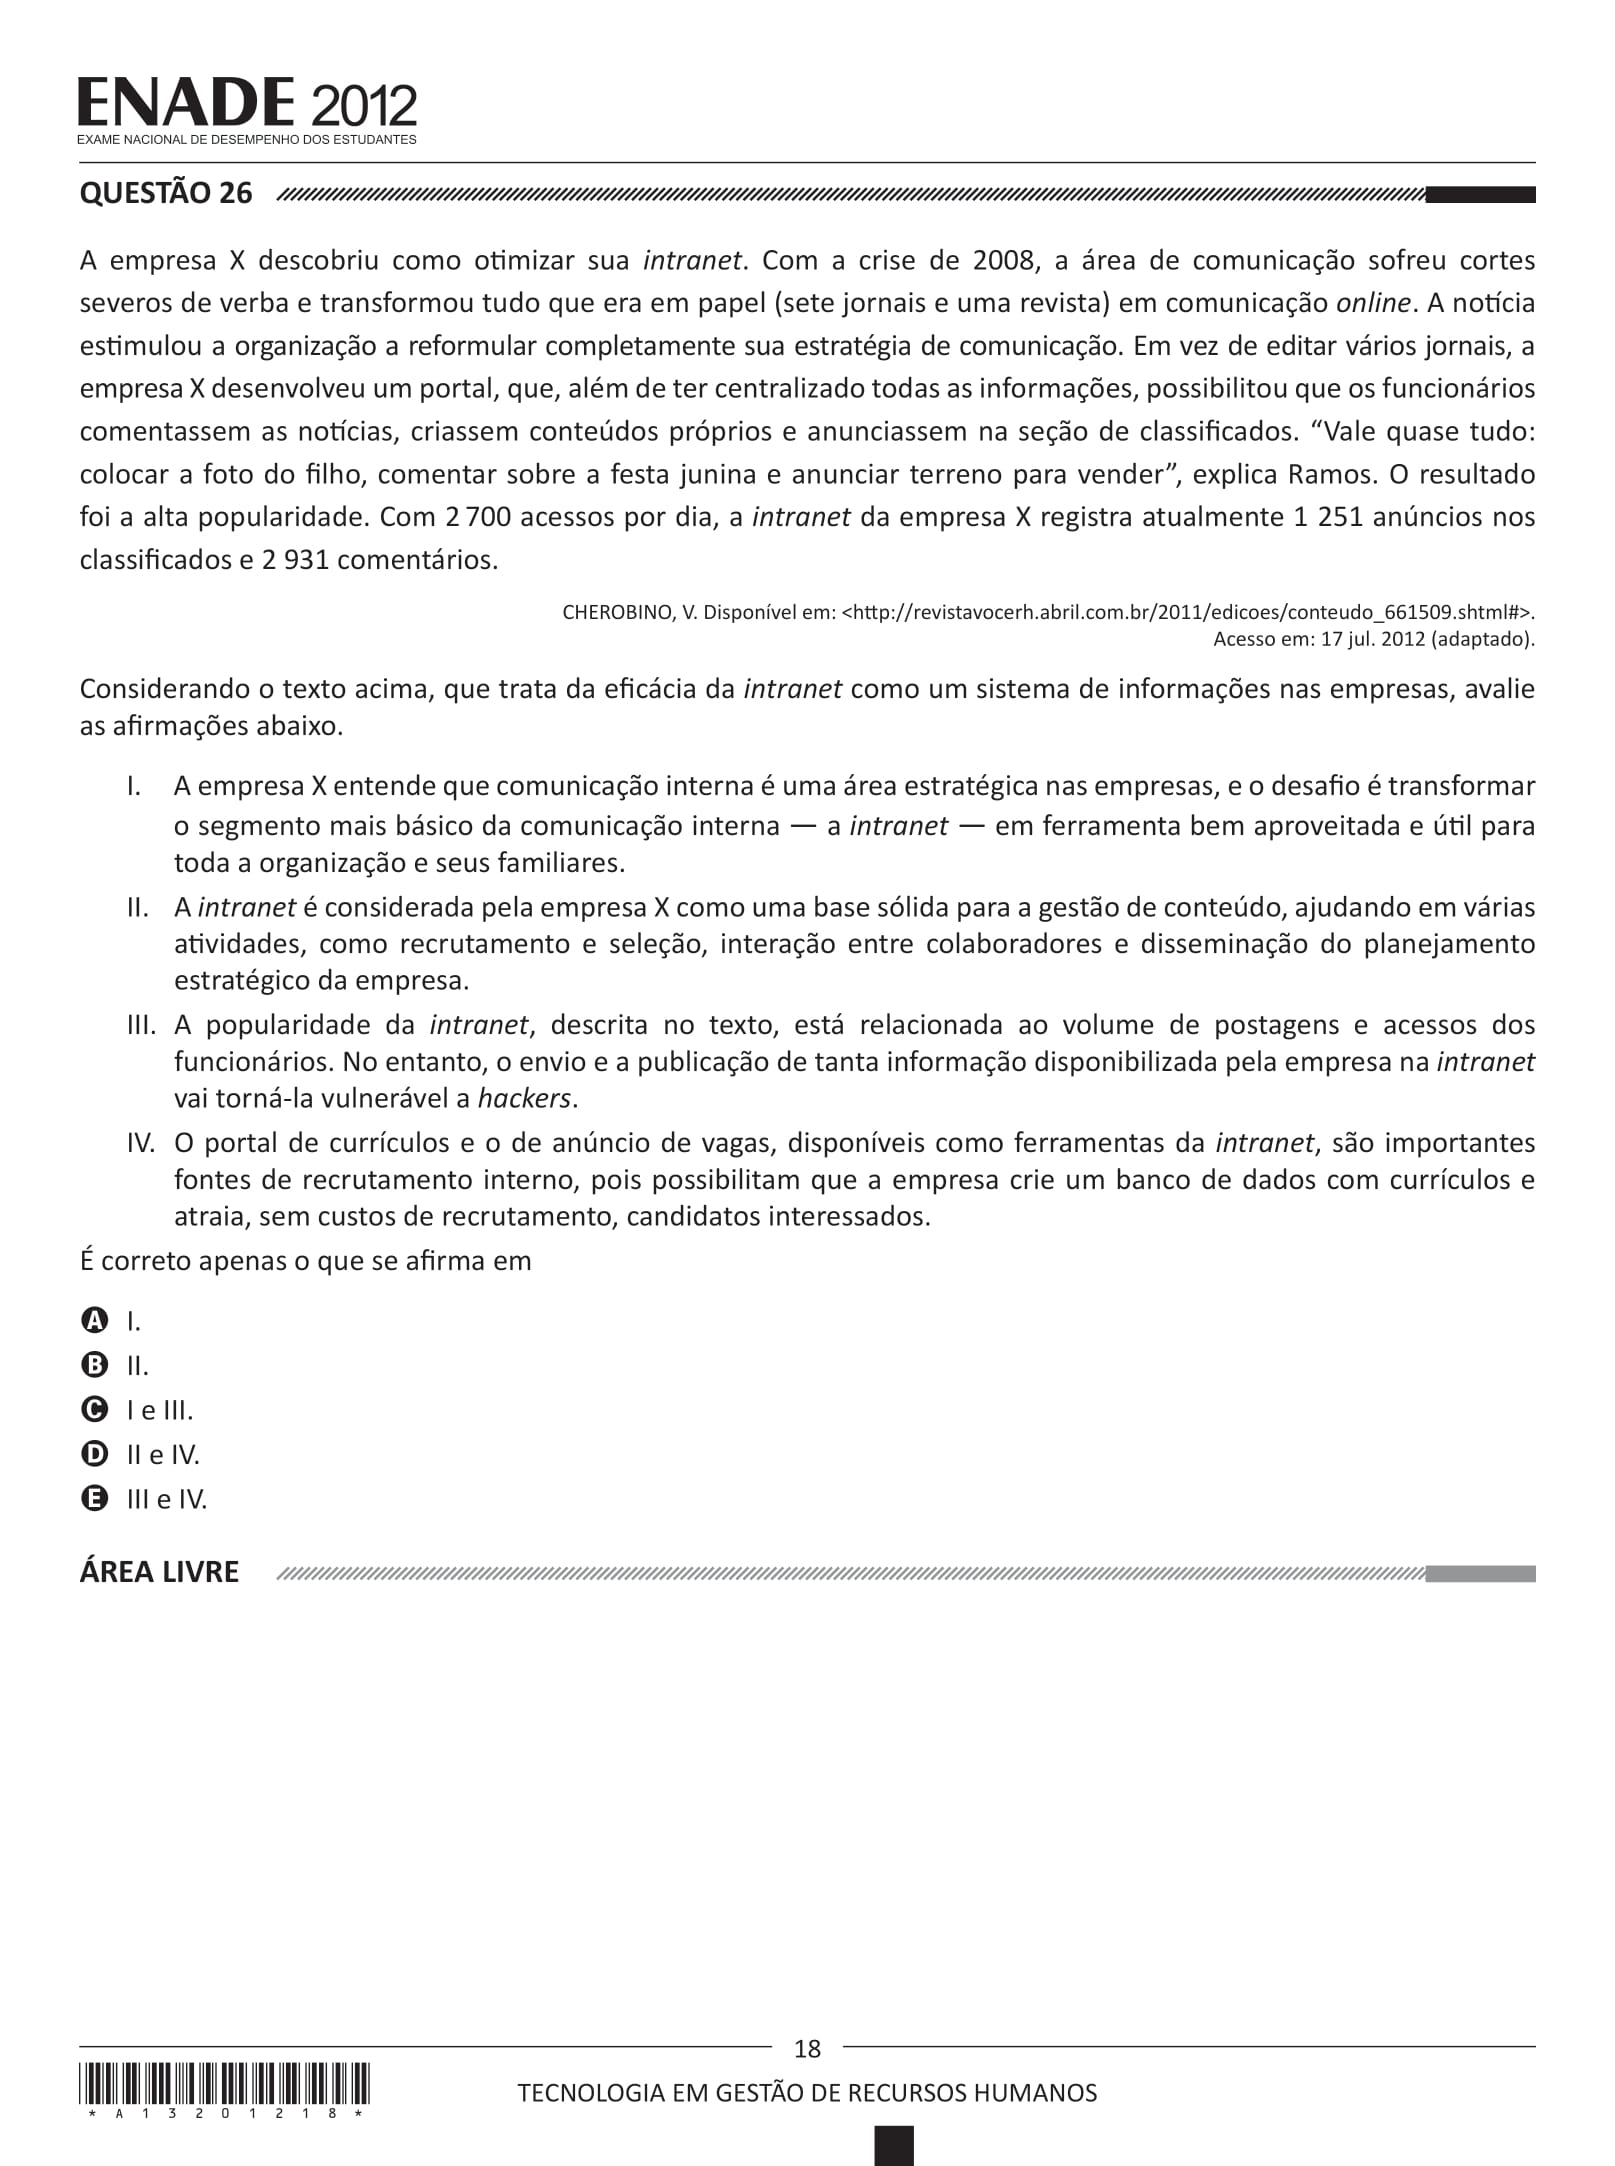 ENADE 2012
EXAME NACIONAL DE DESEMPENHO DOS ESTUDANTES
QUESTÃO 26
A empresa X descobriu como otimizar sua intranet. Com a crise de 2008, a área de comunicação sofreu cortes
severos de verba e transformou tudo que era em papel (sete jornais e uma revista) em comunicação online. A notícia
estimulou a organização a reformular completamente sua estratégia de comunicação. Em vez de editar vários jornais, a
empresa X desenvolveu um portal, que, além de ter centralizado todas as informações, possibilitou que os funcionários
comentassem as notícias, criassem conteúdos próprios e anunciassem na seção de classificados. “Vale quase tudo:
colocar a foto do filho, comentar sobre a festa junina e anunciar terreno para vender”, explica Ramos. O resultado
foi a alta popularidade. Com 2 700 acessos por dia, a intranet da empresa X registra atualmente 1 251 anúncios nos
classificados e 2 931 comentários.
CHEROBINO, V. Disponível em: <http://revistavocerh.abril.com.br/2011/edicoes/conteudo_661509.shtml#>.
Acesso em: 17 jul. 2012 (adaptado).
Considerando o texto acima, que trata da eficácia da intranet como um sistema de informações nas empresas, avalie
as afirmações abaixo.
I. A empresa X entende que comunicação interna é uma área estratégica nas empresas, e o desafio é transformar
o segmento mais básico da comunicação interna — a intranet — em ferramenta bem aproveitada e útil para
toda a organização e seus familiares.
II. A intranet é considerada pela empresa X como uma base sólida para a gestão de conteúdo, ajudando em várias
atividades, como recrutamento e seleção, interação entre colaboradores e disseminação do planejamento
estratégico da empresa.
III. A popularidade da intranet, descrita no texto, está relacionada ao volume de postagens e acessos dos
funcionários. No entanto, o envio e a publicação de tanta informação disponibilizada pela empresa na intranet
vai torná-la vulnerável a hackers.
IV. O portal de currículos e o de anúncio de vagas, disponíveis como ferramentas da intranet, são importantes
fontes de recrutamento interno, pois possibilitam que a empresa crie um banco de dados com currículos e
atraia, sem custos de recrutamento, candidatos interessados.
É correto apenas o que se afirma em
A I.
B II.
C I e III.
D II e IV.
E III e IV.
ÁREA LIVRE
18
TECNOLOGIA EM GESTÃO DE RECURSOS HUMANOS
* A 1 3 2 0 1 2 1 8 *